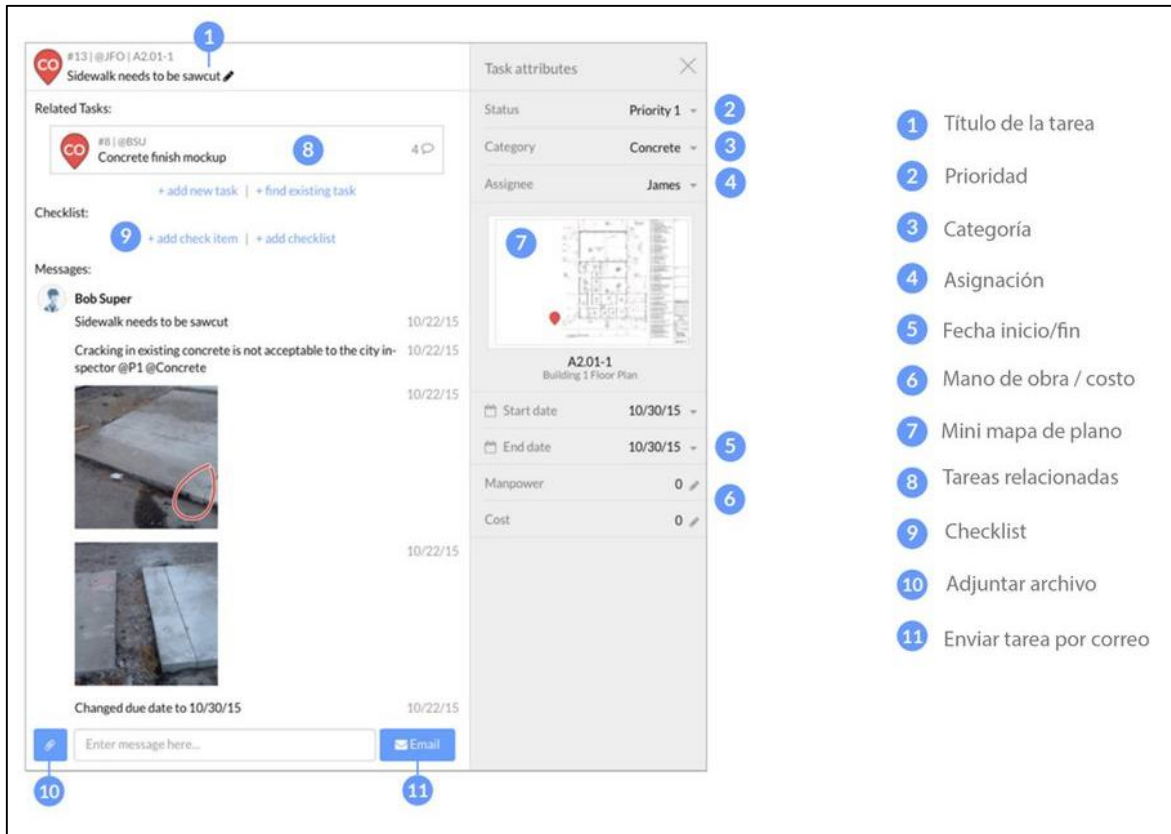 1
CO
#13 | @JFO | A2.01-1
Sidewalk needs to be sawcut
Related Tasks:
CO
#8 | @BSU
Concrete finish mockup
8
4
+ add new task | + find existing task
Checklist:
9
+ add check item | + add checklist
Messages:
Bob Super
Sidewalk needs to be sawcut 10/22/15
Cracking in existing concrete is not acceptable to the city in- 10/22/15
spector @P1 @Concrete
10/22/15
10/22/15
Changed due date to 10/30/15 10/22/15
Enter message here...
Email
10
11
Task attributes
Status Priority 1 2
Category Concrete 3
Assignee James 4
7
A2.01-1
Building 1 Floor Plan
Start date 10/30/15
End date 10/30/15 5
Manpower 0
6
Cost 0
1 Título de la tarea
2 Prioridad
3 Categoría
4 Asignación
5 Fecha inicio/fin
6 Mano de obra / costo
7 Mini mapa de plano
8 Tareas relacionadas
9 Checklist
10 Adjuntar archivo
11 Enviar tarea por correo